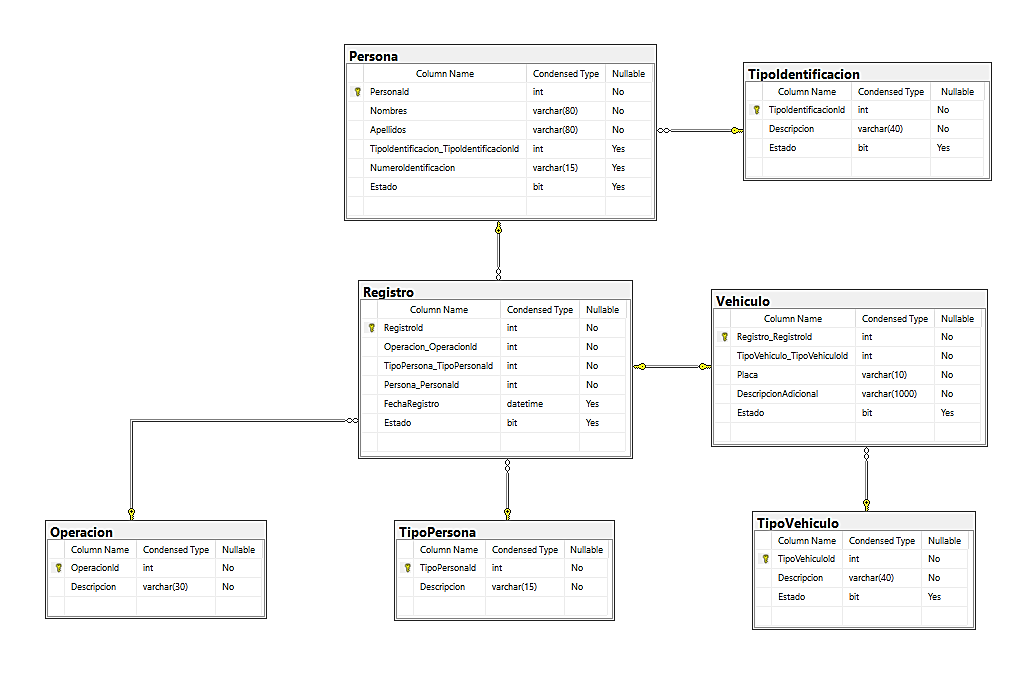 Persona
Column Name Condensed Type Nullable
PersonaId int No
Nombres varchar(80) No
Apellidos varchar(80) No
TipoIdentificacion_TipoIdentificacionId int Yes
NumeroIdentificacion varchar(15) Yes
Estado bit Yes
TipoIdentificacion
Column Name Condensed Type Nullable
TipoIdentificacionId int No
Descripcion varchar(40) No
Estado bit Yes
Registro
Column Name Condensed Type Nullable
RegistroId int No
Operacion_OperacionId int No
TipoPersona_TipoPersonaId int No
Persona_PersonaId int No
FechaRegistro datetime Yes
Estado bit Yes
Vehiculo
Column Name Condensed Type Nullable
Registro_RegistroId int No
TipoVehiculo_TipoVehiculoId int No
Placa varchar(10) No
DescripcionAdicional varchar(1000) No
Estado bit Yes
Operacion
Column Name Condensed Type Nullable
OperacionId int No
Descripcion varchar(30) No
TipoPersona
Column Name Condensed Type Nullable
TipoPersonaId int No
Descripcion varchar(15) No
TipoVehiculo
Column Name Condensed Type Nullable
TipoVehiculoId int No
Descripcion varchar(40) No
Estado bit Yes